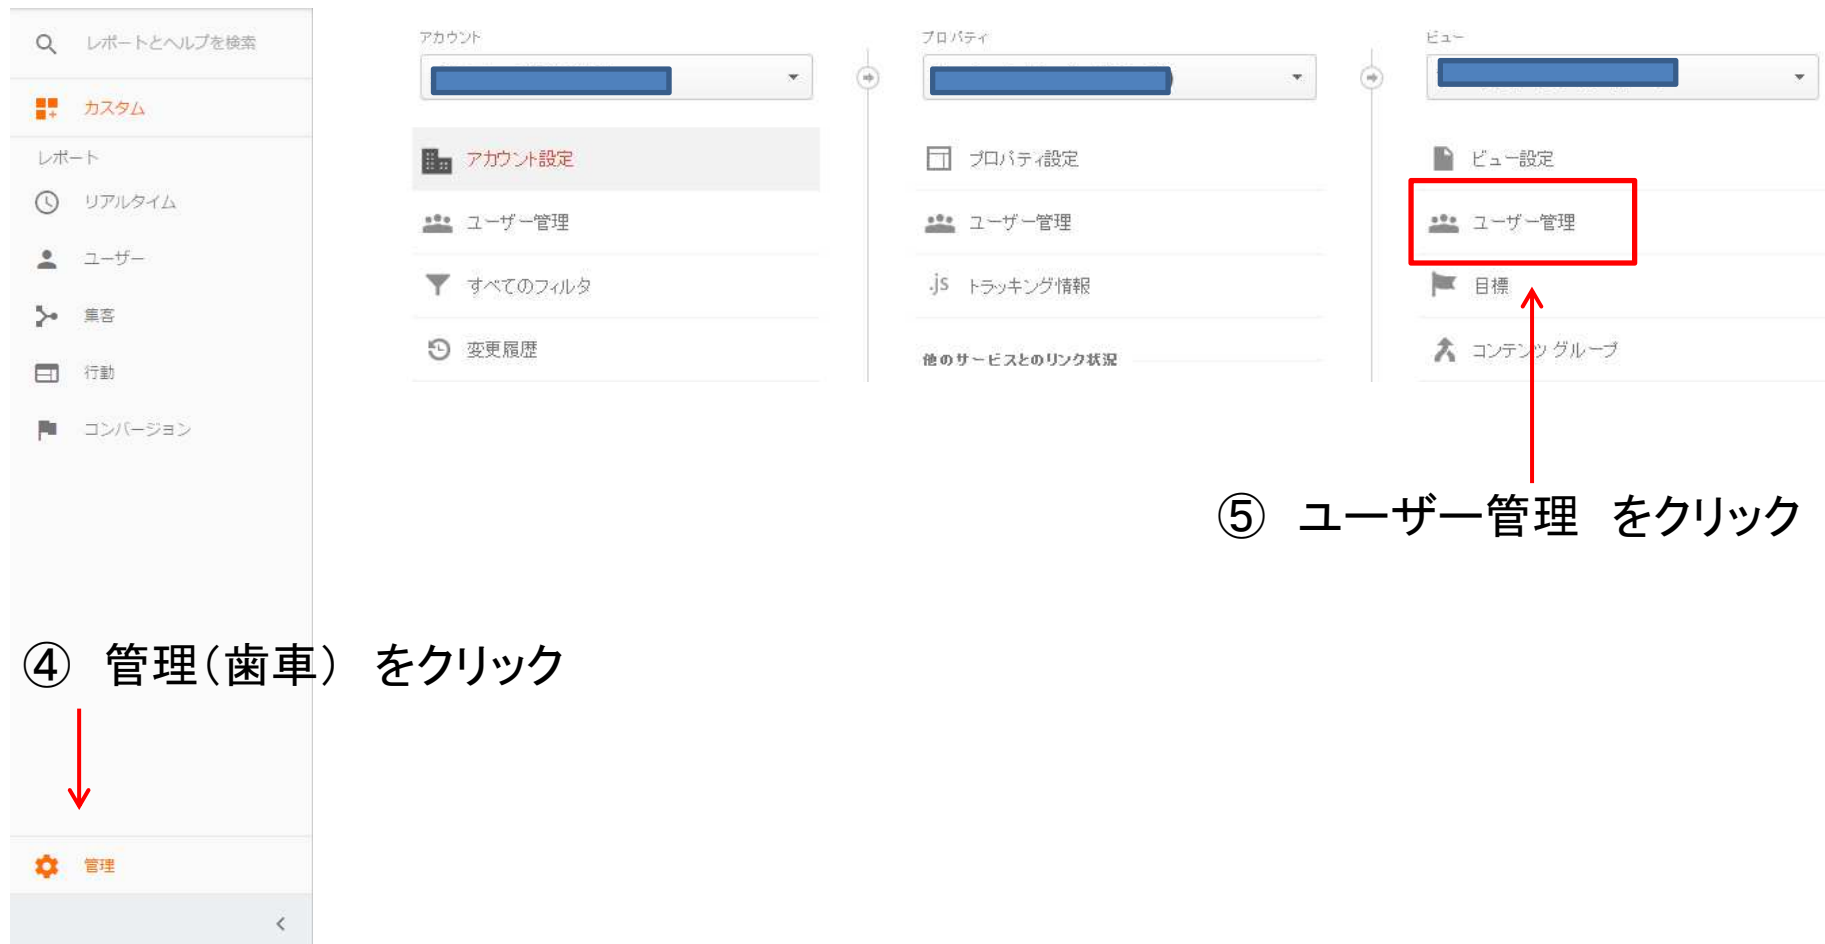 レポートとヘルプを検索
カスタム
レポート
リアルタイム
ユーザー
集客
行動
コンバージョン
アカウント
アカウント設定
ユーザー管理
すべてのフィルタ
変更履歴
プロパティ
プロパティ設定
ユーザー管理
.js トラッキング情報
他のサービスとのリンク状況
ビュー
ビュー設定
ユーザー管理
目標
コンテンツ グループ
⑤ ユーザー管理 をクリック
④ 管理(歯車) をクリック
管理